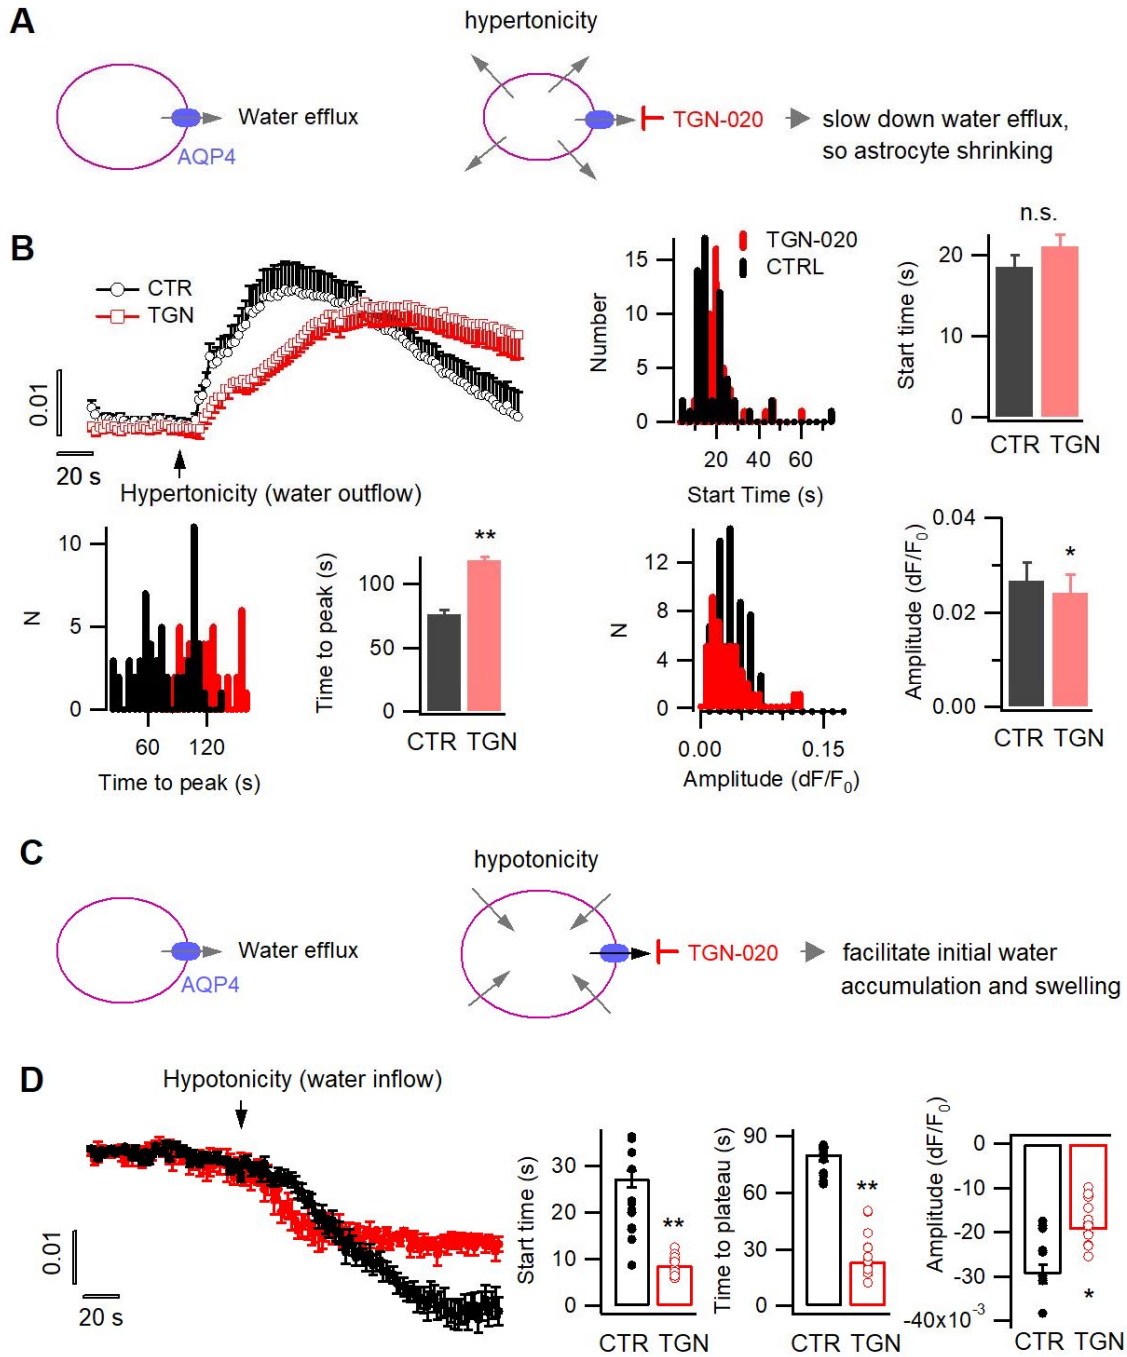 A
hypertonicity
Water efflux
AQP4
TGN-020
slow down water efflux,
so astrocyte shrinking
B
CTR
TGN
0.01
20 s
Hypertonicity (water outflow)
TGN-020
CTRL
Number
15
10
5
0
20 40 60
Start Time (s)
n.s.
Start time (s)
20
10
0
CTR TGN
N
10
5
0
60 120
Time to peak (s)
**
Time to peak (s)
100
50
0
CTR TGN
N
12
8
4
0
0.00 0.15
Amplitude (dF/F0)
*
Amplitude (dF/F0)
0.04
0.02
0.00
CTR TGN
C
hypotonicity
Water efflux
AQP4
TGN-020
facilitate initial water
accumulation and swelling
D
Hypotonicity (water inflow)
0.01
20 s
Start time (s)
30
20
10
0
**
CTR TGN
Time to plateau (s)
90
60
30
0
**
CTR TGN
Amplitude (dF/F0)
0
-10
-20
-30
-40x10-3
*
CTR TGN